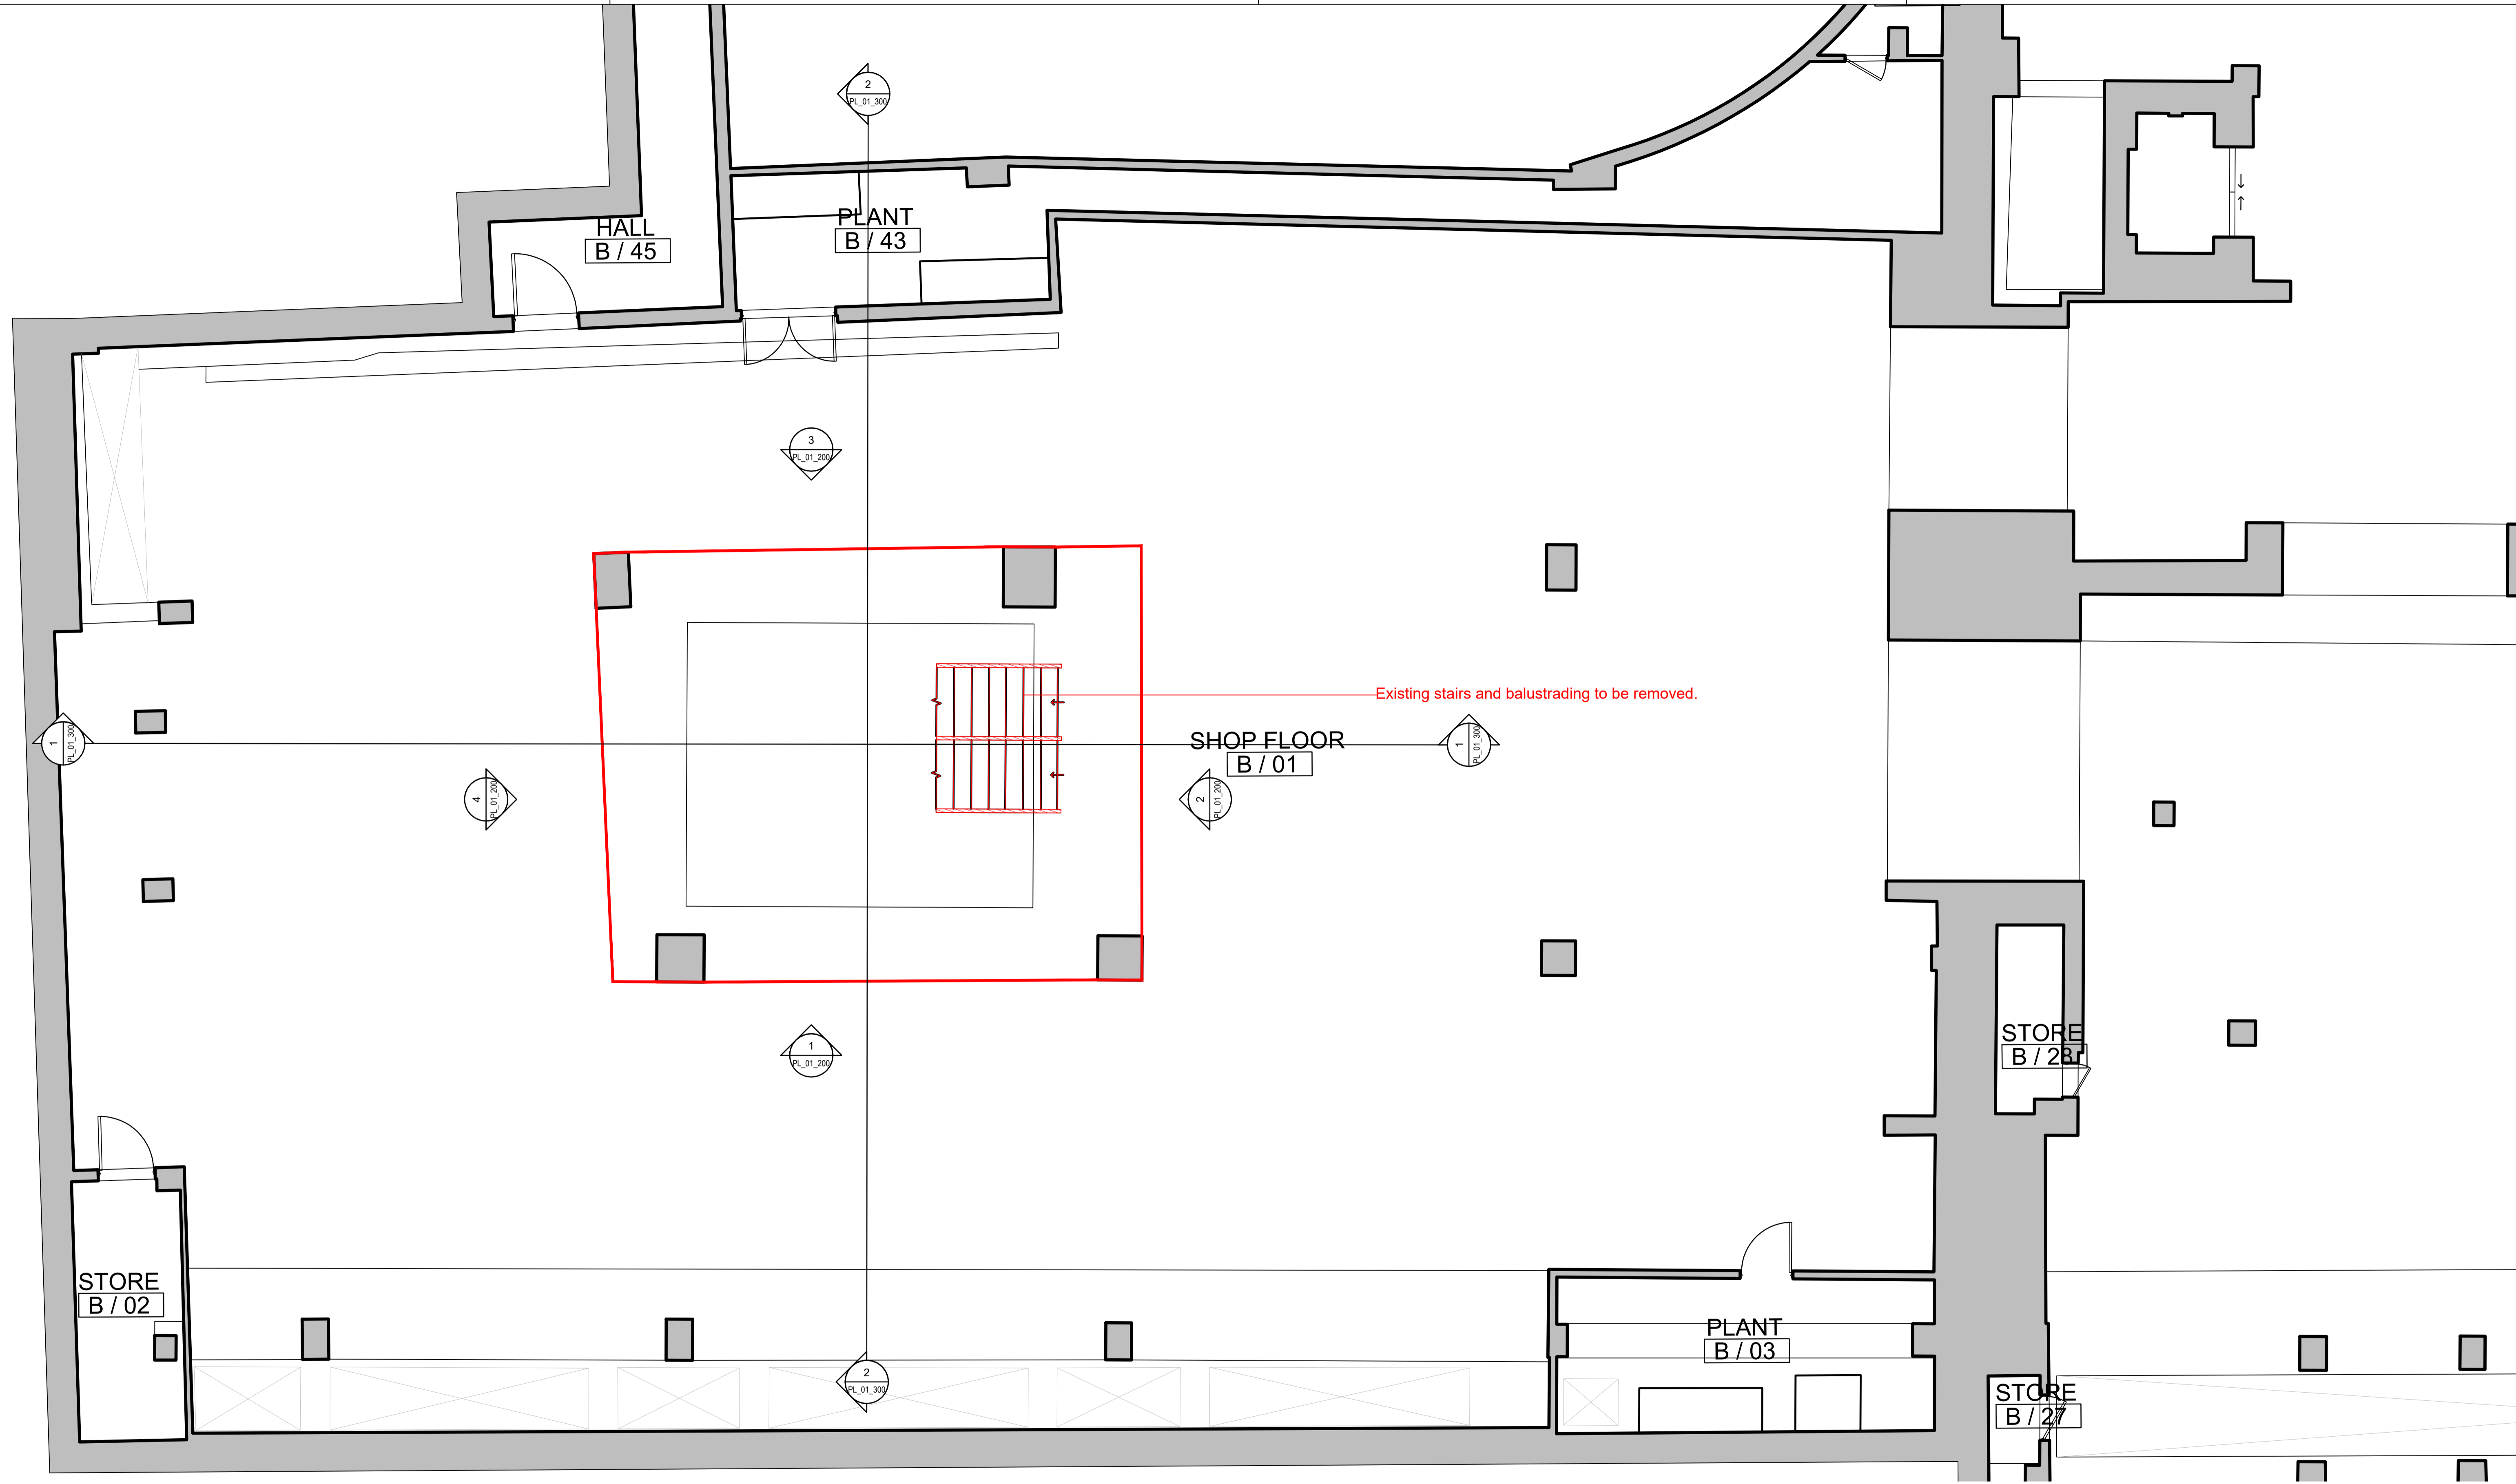 2
PL_01_300
HALL
B / 45
PLANT
B / 43
3
PL_01_200
Existing stairs and balustrading to be removed.
1
PL_01_300
SHOP FLOOR
B / 01
1
PL_01_300
4
PL_01_200
2
PL_01_200
1
PL_01_200
STORE
B / 28
STORE
B / 02
PLANT
B / 03
2
PL_01_300
STORE
B / 27